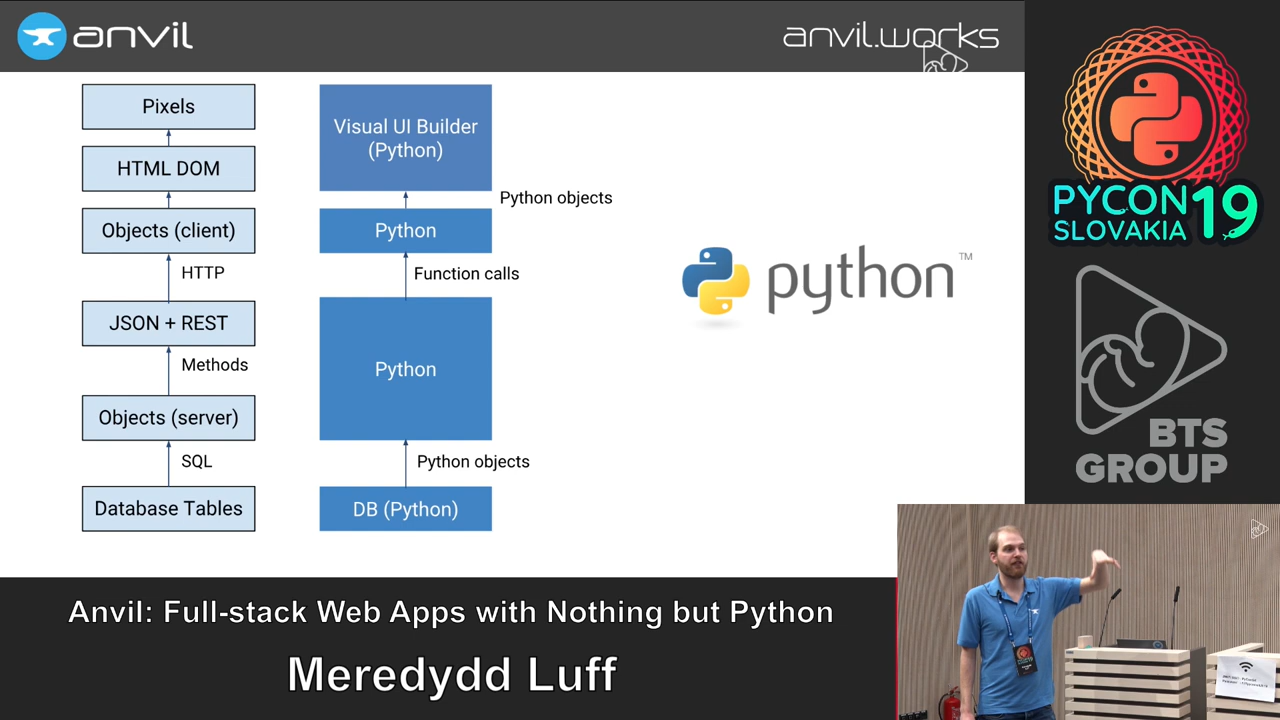 anvil
anvil.works
Pixels
HTML DOM
Objects (client)
HTTP
JSON + REST
Methods
Objects (server)
SQL
Database Tables
Visual UI Builder
(Python)
Python objects
Python
Function calls
Python
Python objects
DB (Python)
python™
PYCON
SLOVAKIA
19
BTS
GROUP
Anvil: Full-stack Web Apps with Nothing but Python
Meredydd Luff